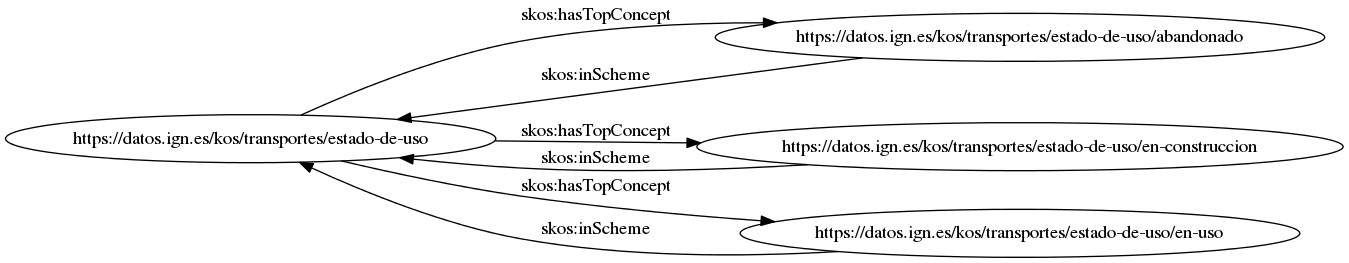 skos:hasTopConcept
https://datos.ign.es/kos/transportes/estado-de-uso/abandonado
skos:inScheme
https://datos.ign.es/kos/transportes/estado-de-uso
skos:hasTopConcept
https://datos.ign.es/kos/transportes/estado-de-uso/en-construccion
skos:inScheme
skos:hasTopConcept
skos:inScheme
https://datos.ign.es/kos/transportes/estado-de-uso/en-uso